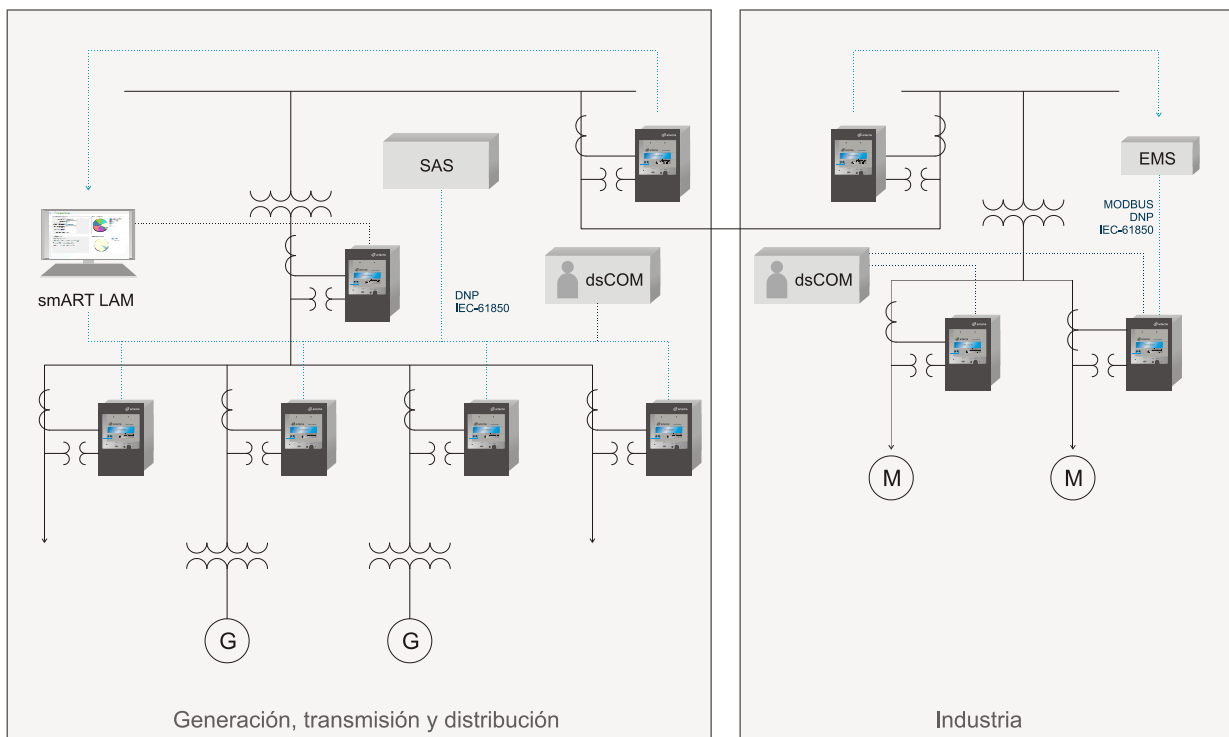 SAS
EMS
MODBUS
DNP
IEC-61850
dsCOM
dsCOM
smART LAM
DNP
IEC-61850
M
M
G
G
Generación, transmisión y distribución
Industria